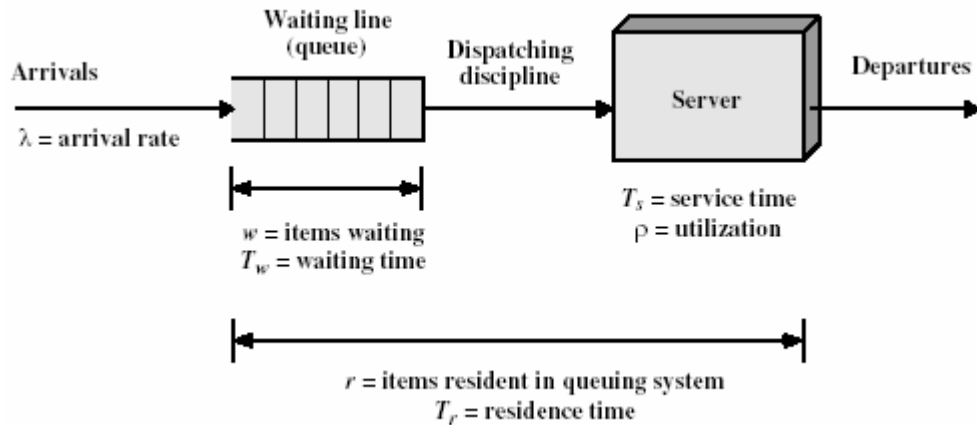 Waiting line
(queue)
Dispatching
discipline
Arrivals
Departures
Server
λ = arrival rate
w = items waiting
T_w = waiting time
T_s = service time
ρ = utilization
r = items resident in queuing system
T_r = residence time